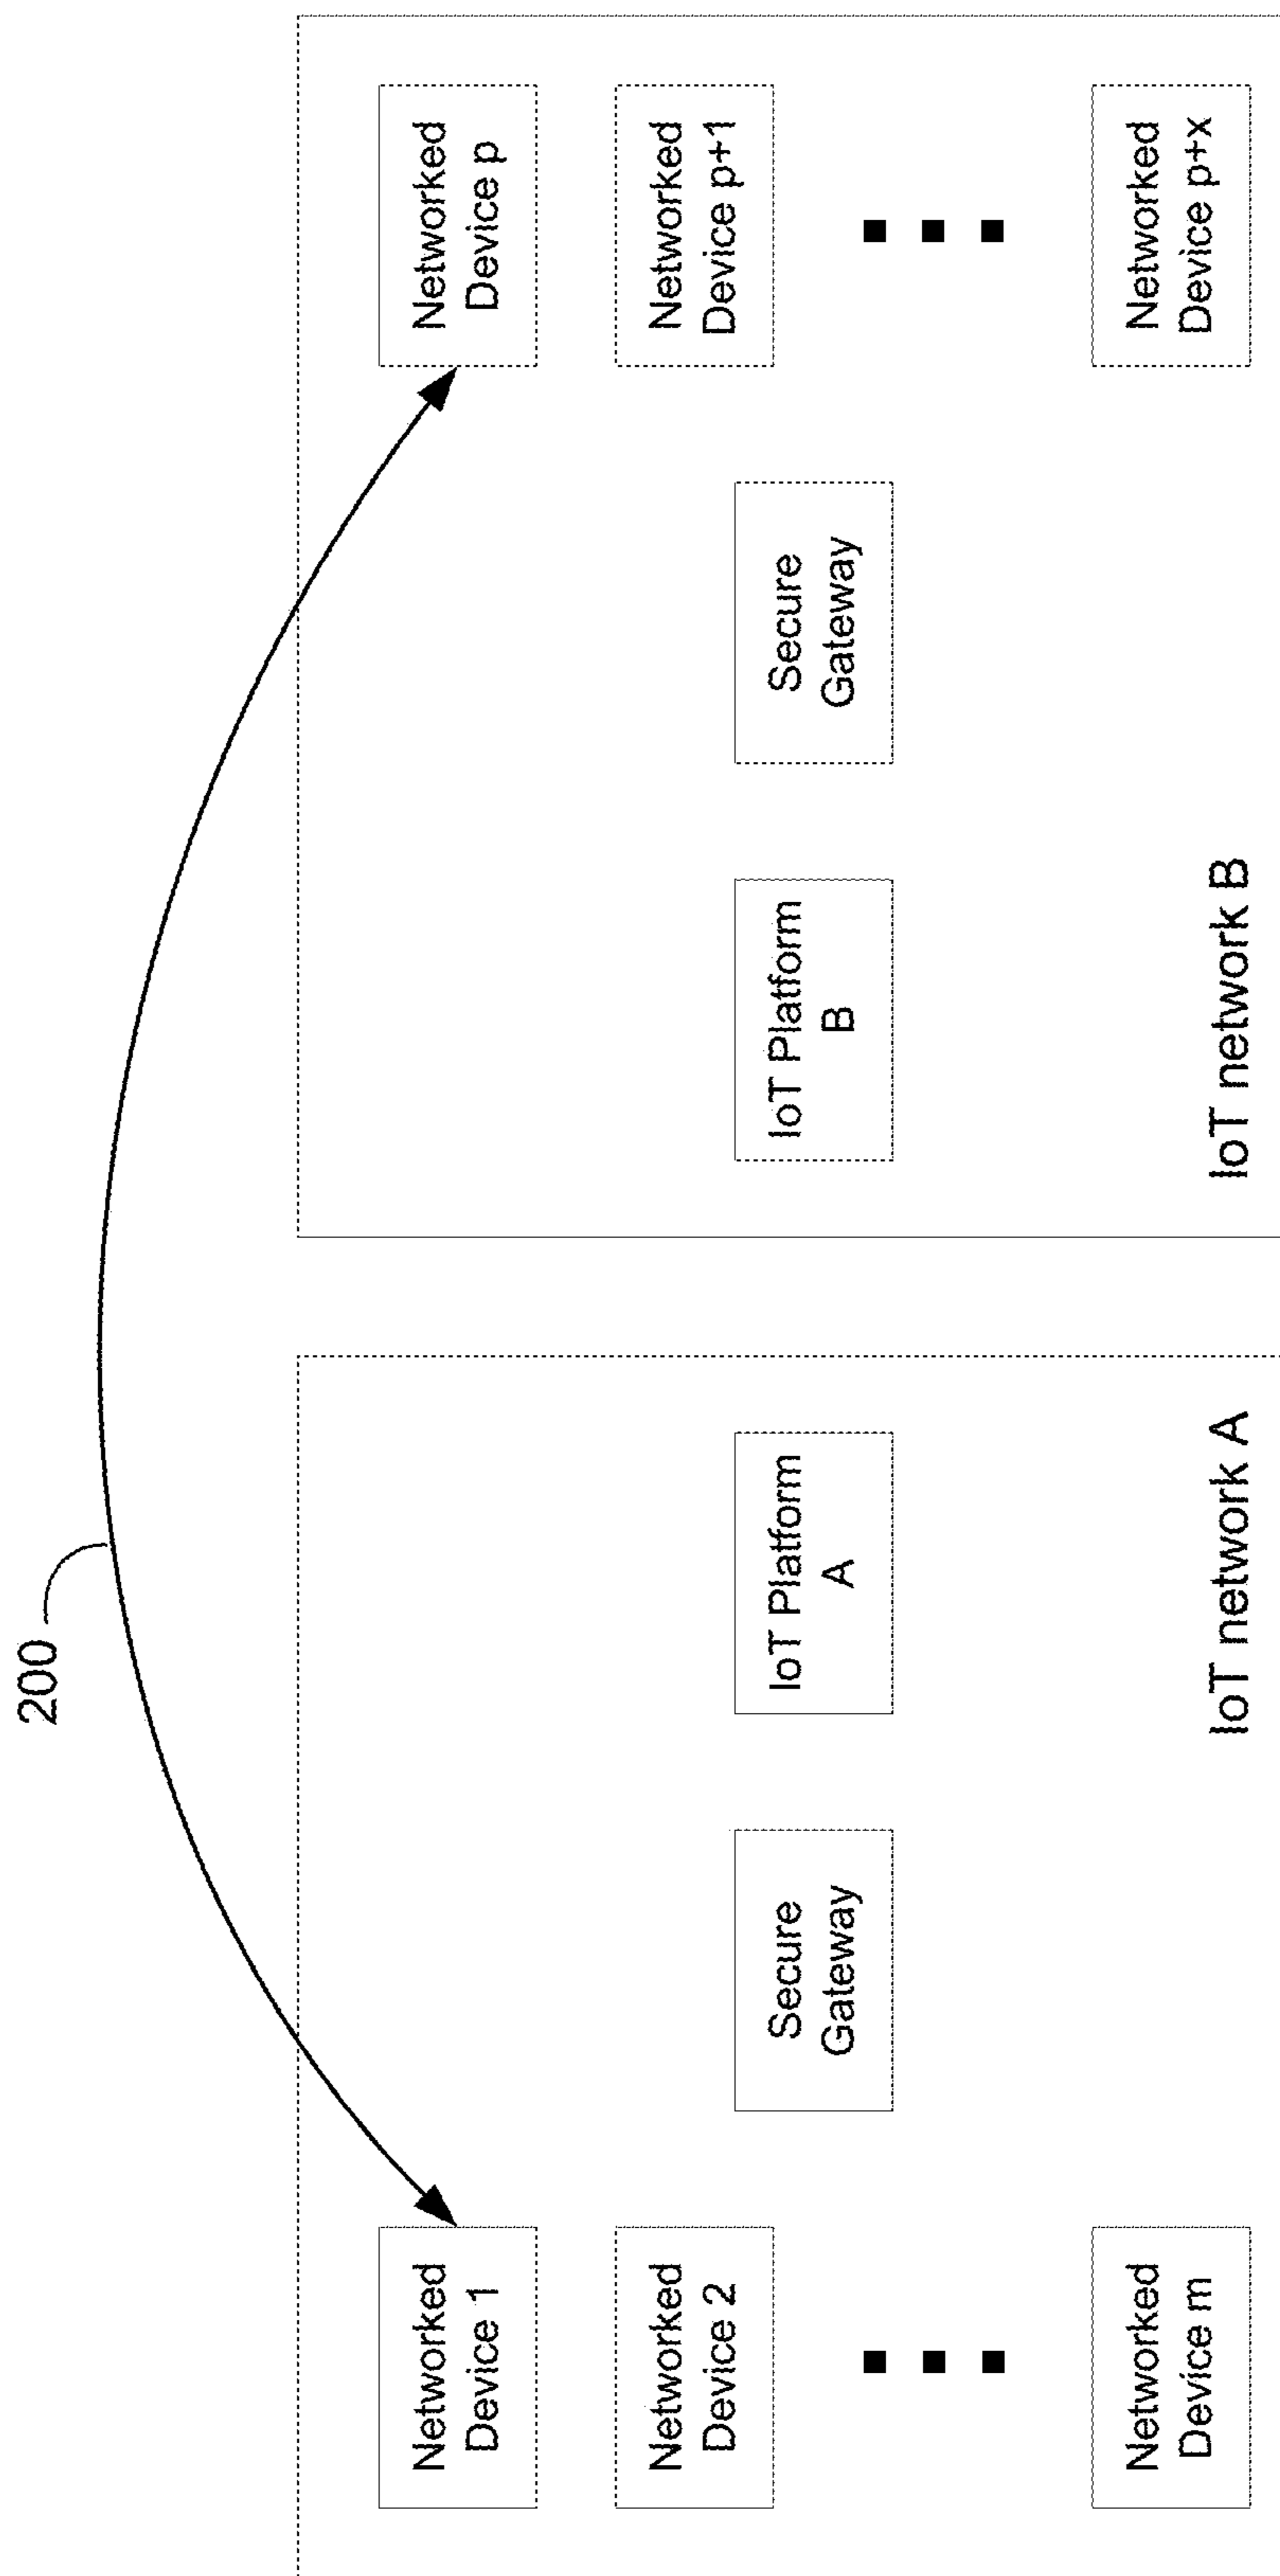 200
Networked
Device 1
Networked
Device 2
Networked
Device m
Secure
Gateway
IoT Platform
A
IoT network A
IoT Platform
B
Secure
Gateway
Networked
Device p
Networked
Device p+1
Networked
Device p+x
IoT network B